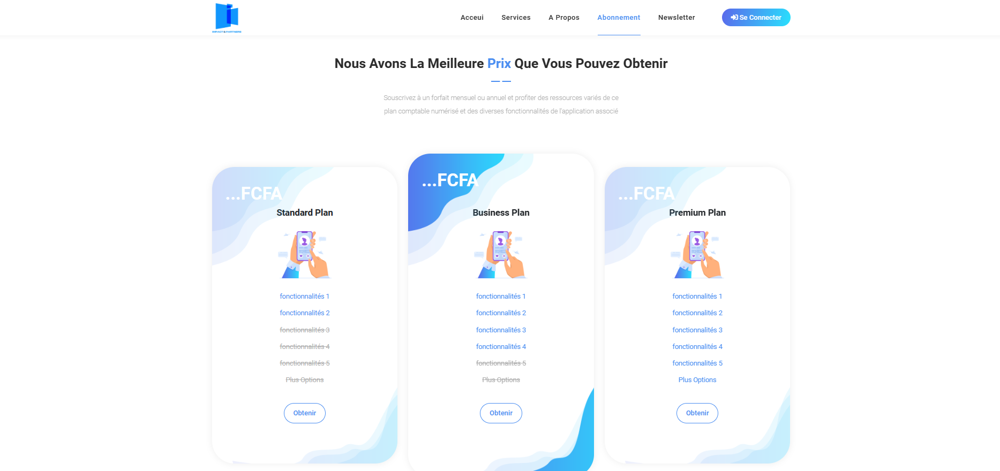 IMPACT & PARTNERS
Acceui
Services
A Propos
Abonnement
Newsletter
Se Connecter
Nous Avons La Meilleure Prix Que Vous Pouvez Obtenir
Souscrivez à un forfait mensuel ou annuel et profiter des ressources variés de ce
plan comptable numérisé et des diverses fonctionnalités de l'application associé
...FCFA
Standard Plan
fonctionnalités 1
fonctionnalités 2
fonctionnalités 3
fonctionnalités 4
fonctionnalités 5
Plus Options
Obtenir
...FCFA
Business Plan
fonctionnalités 1
fonctionnalités 2
fonctionnalités 3
fonctionnalités 4
fonctionnalités 5
Plus Options
Obtenir
...FCFA
Premium Plan
fonctionnalités 1
fonctionnalités 2
fonctionnalités 3
fonctionnalités 4
fonctionnalités 5
Plus Options
Obtenir